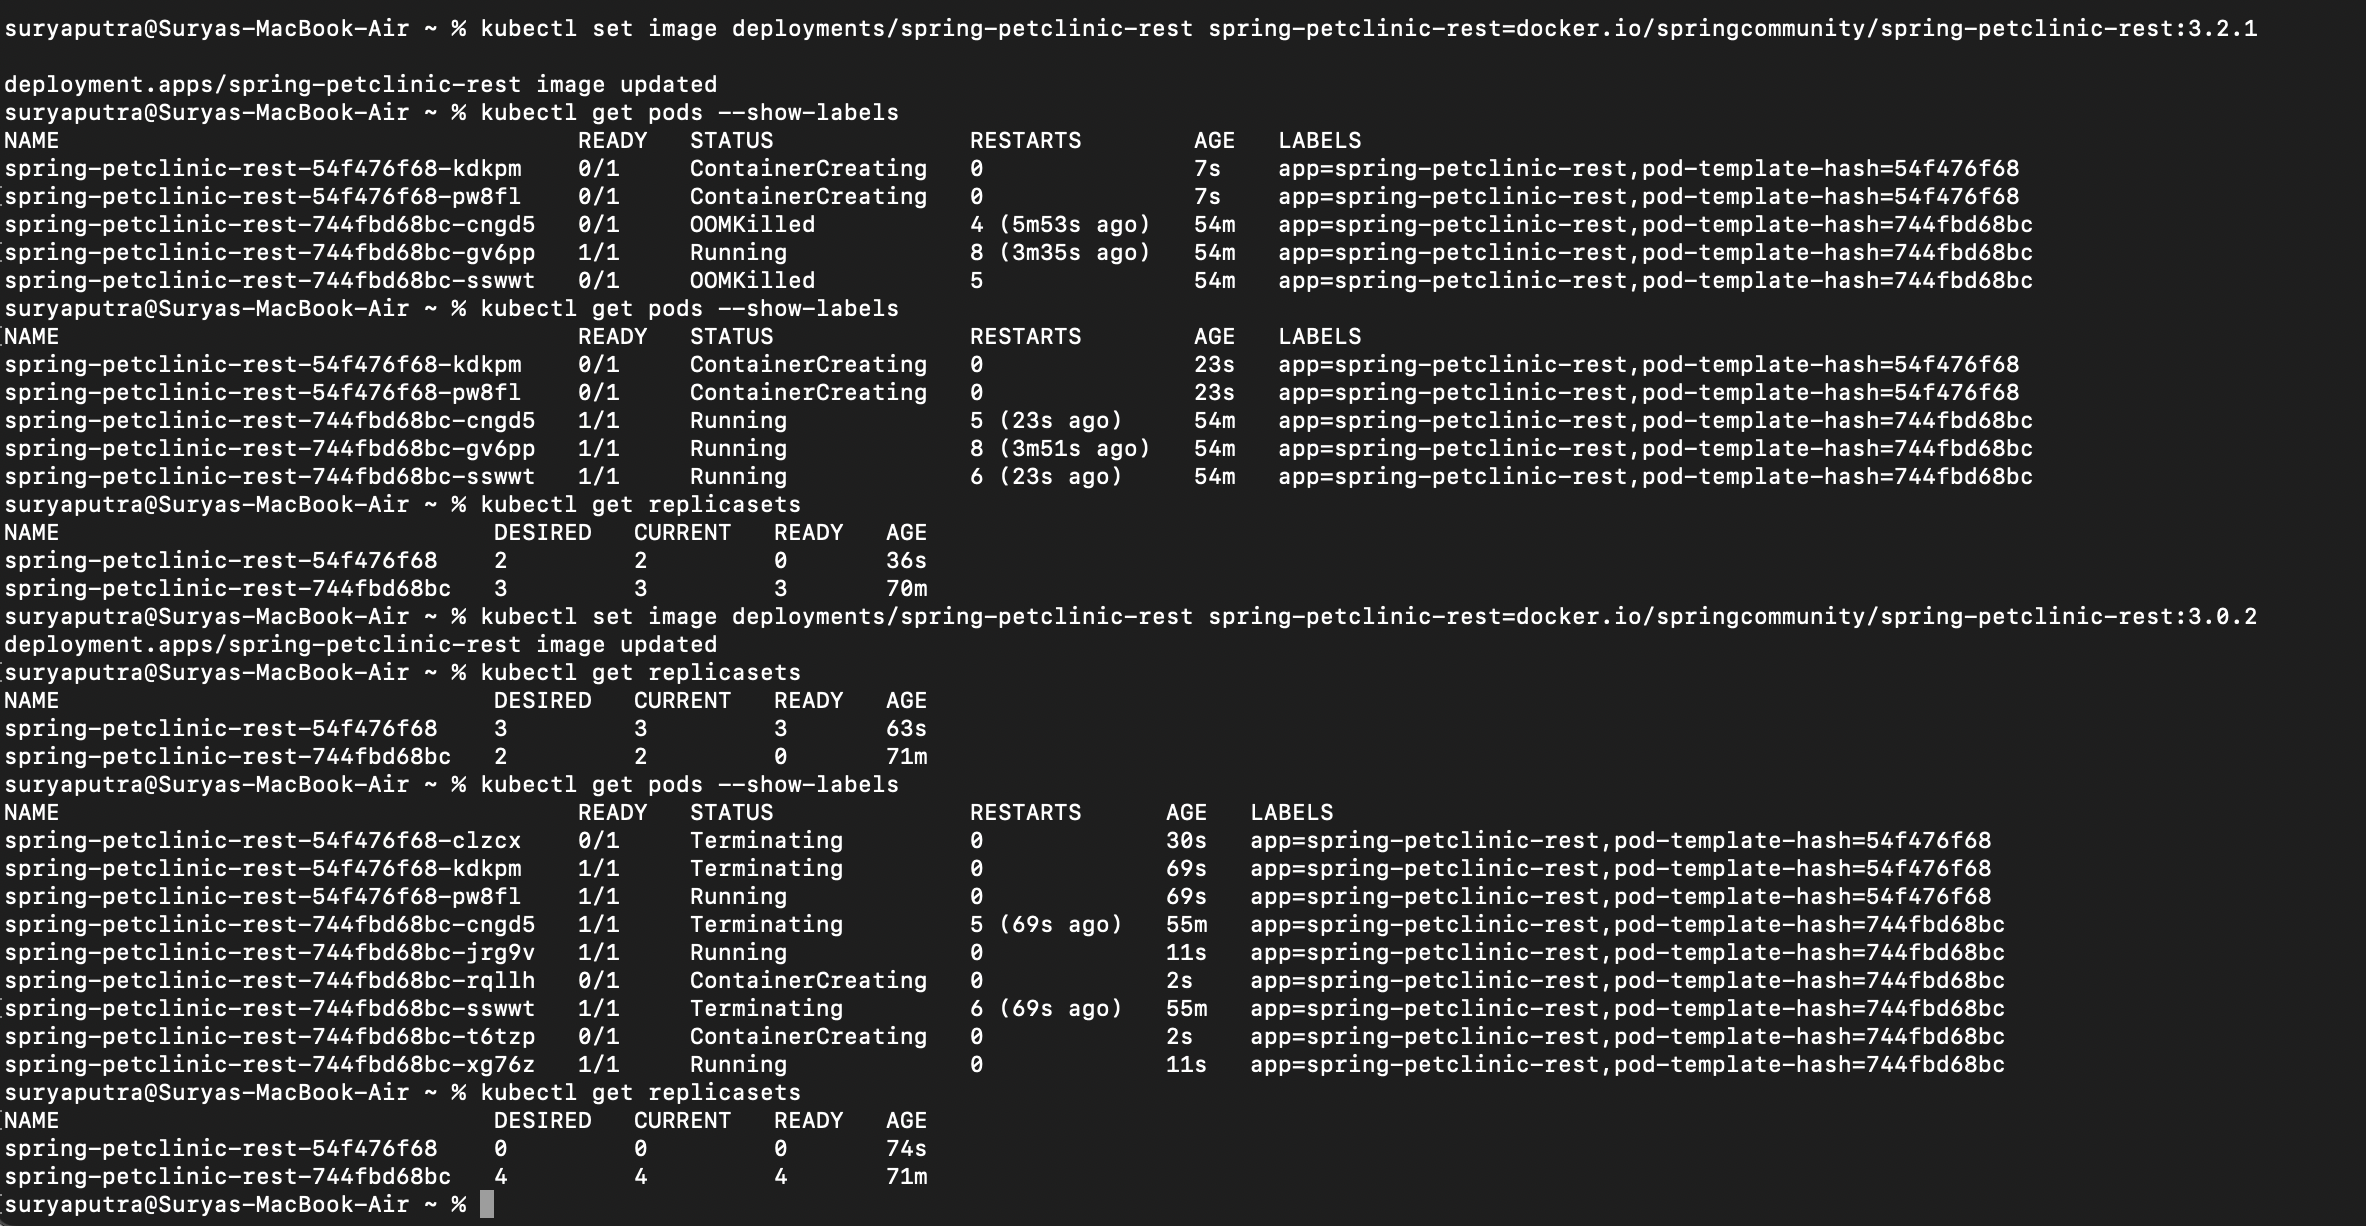 suryaputra@Suryas-MacBook-Air ~ % kubectl set image deployments/spring-petclinic-rest spring-petclinic-rest=docker.io/springcommunity/spring-petclinic-rest:3.2.1
deployment.apps/spring-petclinic-rest image updated
suryaputra@Suryas-MacBook-Air ~ % kubectl get pods --show-labels
NAME                                     READY   STATUS              RESTARTS        AGE   LABELS
spring-petclinic-rest-54f476f68-kdkpm    0/1     ContainerCreating   0               7s    app=spring-petclinic-rest,pod-template-hash=54f476f68
spring-petclinic-rest-54f476f68-pw8fl    0/1     ContainerCreating   0               7s    app=spring-petclinic-rest,pod-template-hash=54f476f68
spring-petclinic-rest-744fbd68bc-cngd5   0/1     OOMKilled           4 (5m53s ago)   54m   app=spring-petclinic-rest,pod-template-hash=744fbd68bc
spring-petclinic-rest-744fbd68bc-gv6pp   1/1     Running             8 (3m35s ago)   54m   app=spring-petclinic-rest,pod-template-hash=744fbd68bc
spring-petclinic-rest-744fbd68bc-sswwt   0/1     OOMKilled           5               54m   app=spring-petclinic-rest,pod-template-hash=744fbd68bc
suryaputra@Suryas-MacBook-Air ~ % kubectl get pods --show-labels
NAME                                     READY   STATUS              RESTARTS        AGE   LABELS
spring-petclinic-rest-54f476f68-kdkpm    0/1     ContainerCreating   0               23s   app=spring-petclinic-rest,pod-template-hash=54f476f68
spring-petclinic-rest-54f476f68-pw8fl    0/1     ContainerCreating   0               23s   app=spring-petclinic-rest,pod-template-hash=54f476f68
spring-petclinic-rest-744fbd68bc-cngd5   1/1     Running             5 (23s ago)     54m   app=spring-petclinic-rest,pod-template-hash=744fbd68bc
spring-petclinic-rest-744fbd68bc-gv6pp   1/1     Running             8 (3m51s ago)   54m   app=spring-petclinic-rest,pod-template-hash=744fbd68bc
spring-petclinic-rest-744fbd68bc-sswwt   1/1     Running             6 (23s ago)     54m   app=spring-petclinic-rest,pod-template-hash=744fbd68bc
suryaputra@Suryas-MacBook-Air ~ % kubectl get replicasets
NAME                               DESIRED   CURRENT   READY   AGE
spring-petclinic-rest-54f476f68    2         2         0       36s
spring-petclinic-rest-744fbd68bc   3         3         3       70m
suryaputra@Suryas-MacBook-Air ~ % kubectl set image deployments/spring-petclinic-rest spring-petclinic-rest=docker.io/springcommunity/spring-petclinic-rest:3.0.2
deployment.apps/spring-petclinic-rest image updated
suryaputra@Suryas-MacBook-Air ~ % kubectl get replicasets
NAME                               DESIRED   CURRENT   READY   AGE
spring-petclinic-rest-54f476f68    3         3         3       63s
spring-petclinic-rest-744fbd68bc   2         2         0       71m
suryaputra@Suryas-MacBook-Air ~ % kubectl get pods --show-labels
NAME                                     READY   STATUS              RESTARTS      AGE   LABELS
spring-petclinic-rest-54f476f68-clzcx    0/1     Terminating         0             30s   app=spring-petclinic-rest,pod-template-hash=54f476f68
spring-petclinic-rest-54f476f68-kdkpm    1/1     Terminating         0             69s   app=spring-petclinic-rest,pod-template-hash=54f476f68
spring-petclinic-rest-54f476f68-pw8fl    1/1     Running             0             69s   app=spring-petclinic-rest,pod-template-hash=54f476f68
spring-petclinic-rest-744fbd68bc-cngd5   1/1     Terminating         5 (69s ago)   55m   app=spring-petclinic-rest,pod-template-hash=744fbd68bc
spring-petclinic-rest-744fbd68bc-jrg9v   1/1     Running             0             11s   app=spring-petclinic-rest,pod-template-hash=744fbd68bc
spring-petclinic-rest-744fbd68bc-rqllh   0/1     ContainerCreating   0             2s    app=spring-petclinic-rest,pod-template-hash=744fbd68bc
spring-petclinic-rest-744fbd68bc-sswwt   1/1     Terminating         6 (69s ago)   55m   app=spring-petclinic-rest,pod-template-hash=744fbd68bc
spring-petclinic-rest-744fbd68bc-t6tzp   0/1     ContainerCreating   0             2s    app=spring-petclinic-rest,pod-template-hash=744fbd68bc
spring-petclinic-rest-744fbd68bc-xg76z   1/1     Running             0             11s   app=spring-petclinic-rest,pod-template-hash=744fbd68bc
suryaputra@Suryas-MacBook-Air ~ % kubectl get replicasets
NAME                               DESIRED   CURRENT   READY   AGE
spring-petclinic-rest-54f476f68    0         0         0       74s
spring-petclinic-rest-744fbd68bc   4         4         4       71m
suryaputra@Suryas-MacBook-Air ~ %